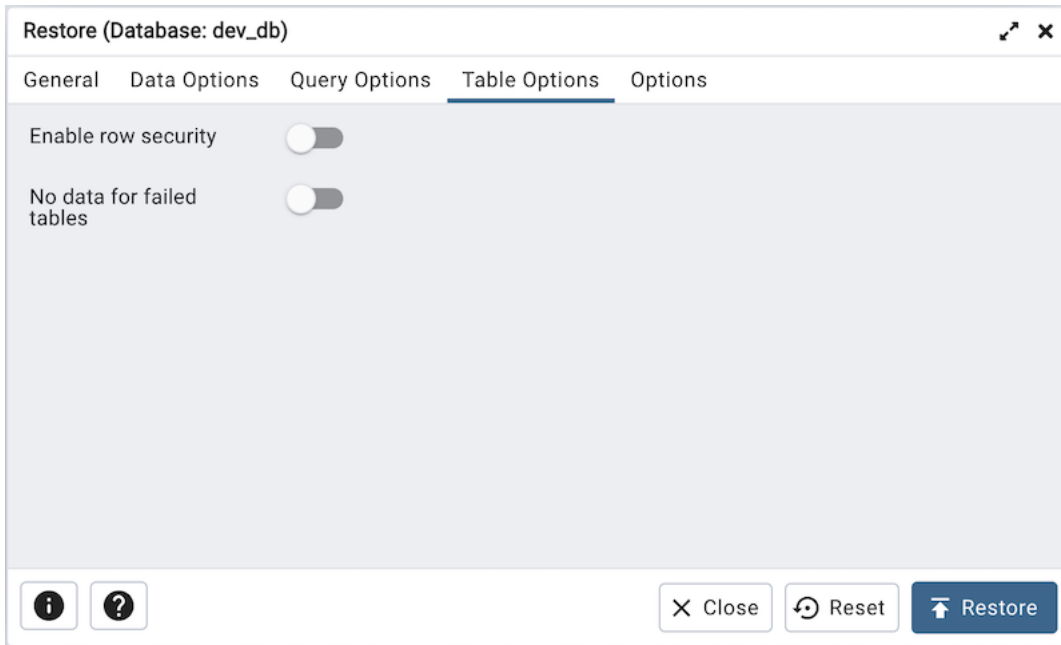 Restore (Database: dev_db)
General Data Options Query Options Table Options Options
Enable row security
No data for failed
tables
Close Reset Restore